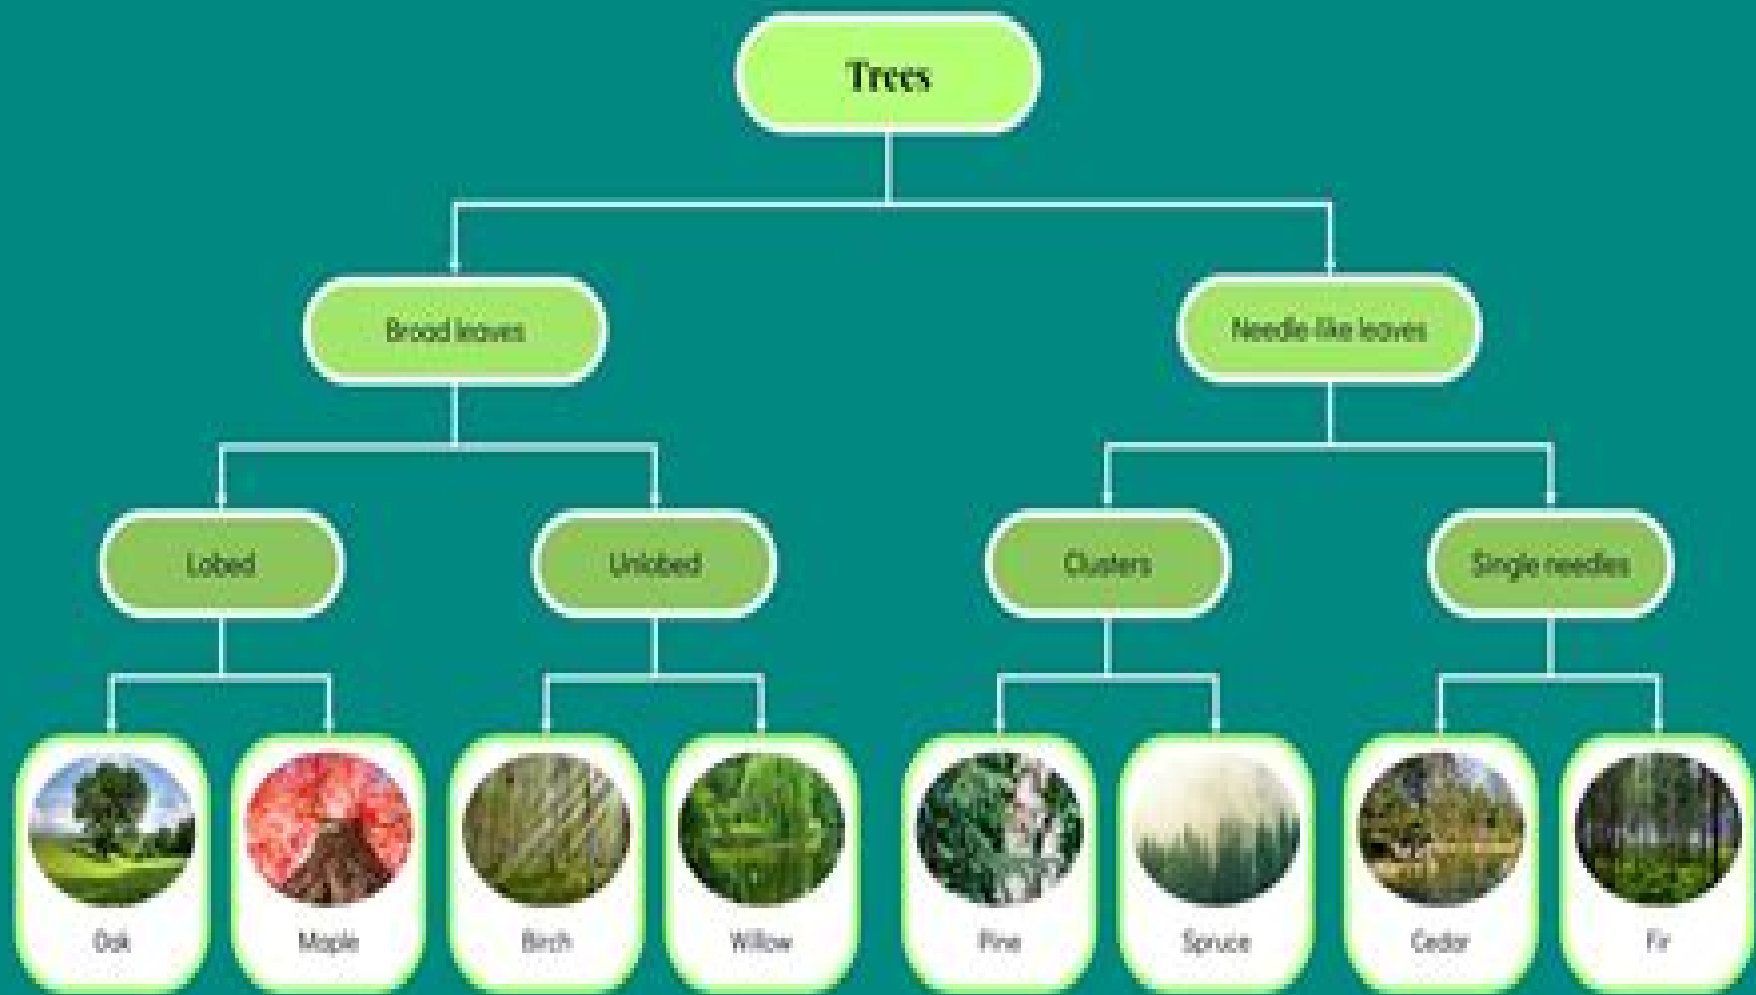 Trees
Broad leaves
Needle-like leaves
Lobed
Unlobed
Clusters
Single needles
Oak
Maple
Birch
Willow
Pine
Spruce
Cedar
Fir